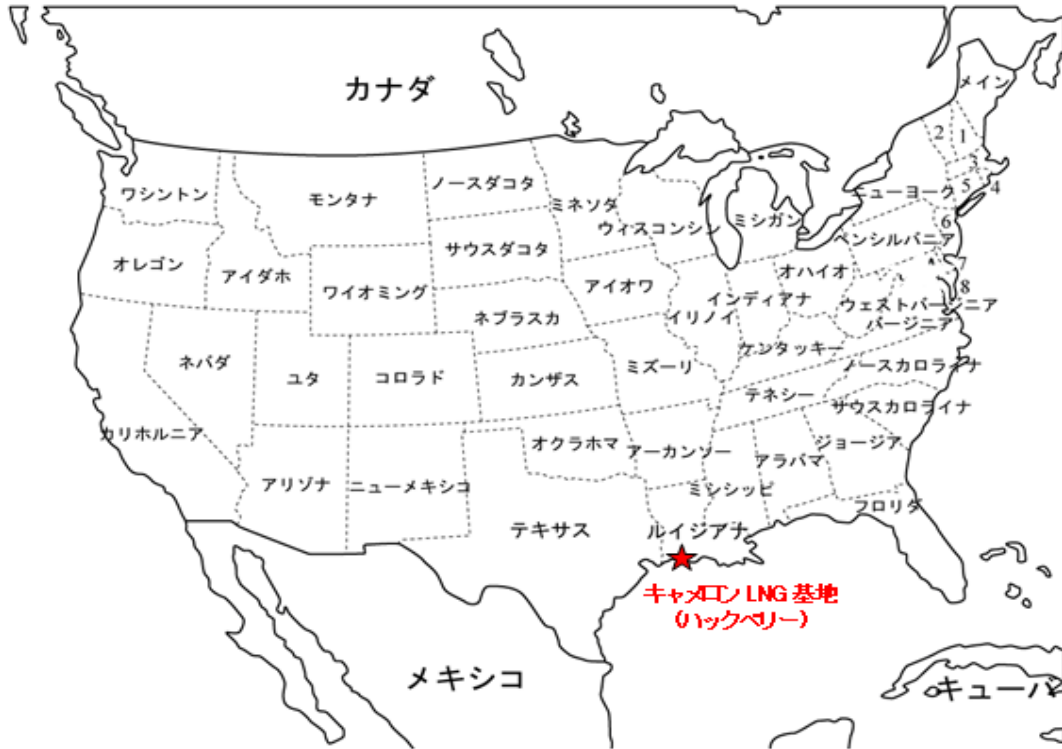 カナダ
メイン
2
1
3
5
4
ニューヨーク
6
ペンシルバニア
7
8
ワシントン
モンタナ
ノースダコタ
ミネソタ
ウィスコンシン
ミシガン
オレゴン
アイダホ
ワイオミング
サウスダコタ
アイオワ
オハイオ
インディアナ
イリノイ
ウェストバージニア
バージニア
ネブラスカ
ネバダ
ユタ
コロラド
カンザス
ミズーリ
ケンタッキー
ノースカロライナ
テネシー
サウスカロライナ
カリホルニア
オクラホマ
アーカンソー
ジョージア
アラバマ
アリゾナ
ニューメキシコ
ミシシッピ
フロリダ
テキサス
ルイジアナ
キャメロン LNG 基地
(ハックベリー)
メキシコ
キューバ